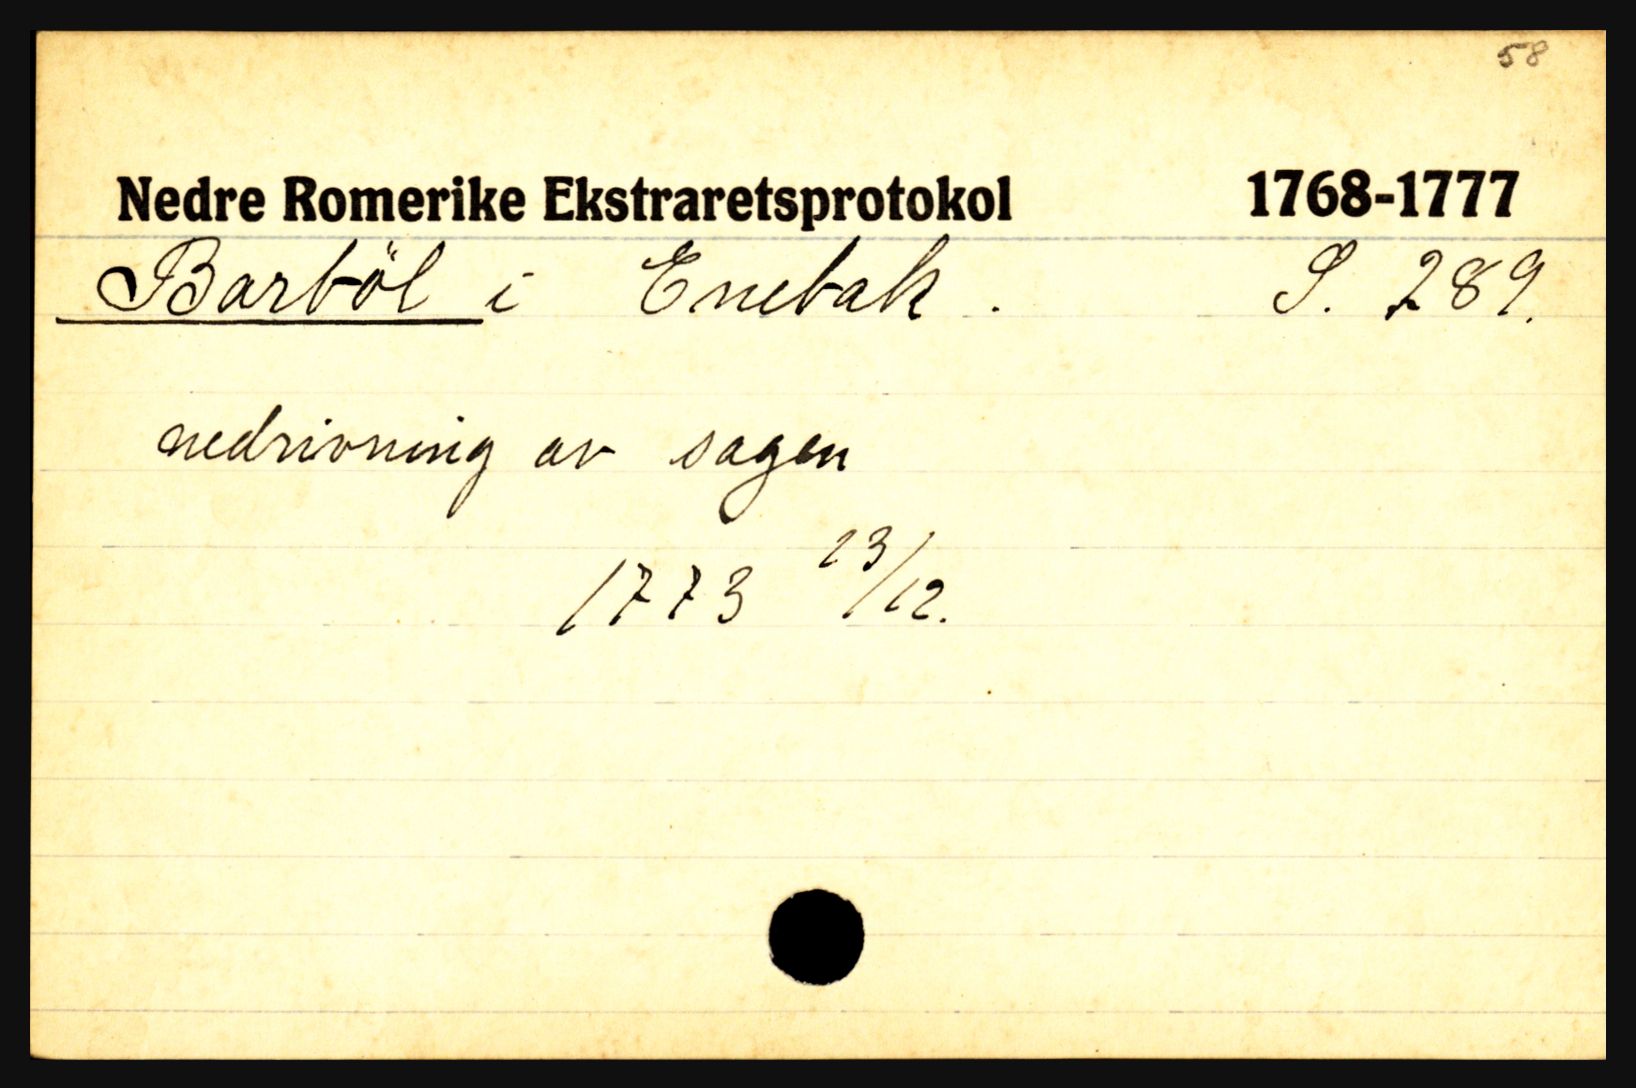 58
Nedre Romerike Ekstraretsprotokol 1768-1777
Barböl i Enebak. S. 289.
nedrivning av sagen
1773 23/12.